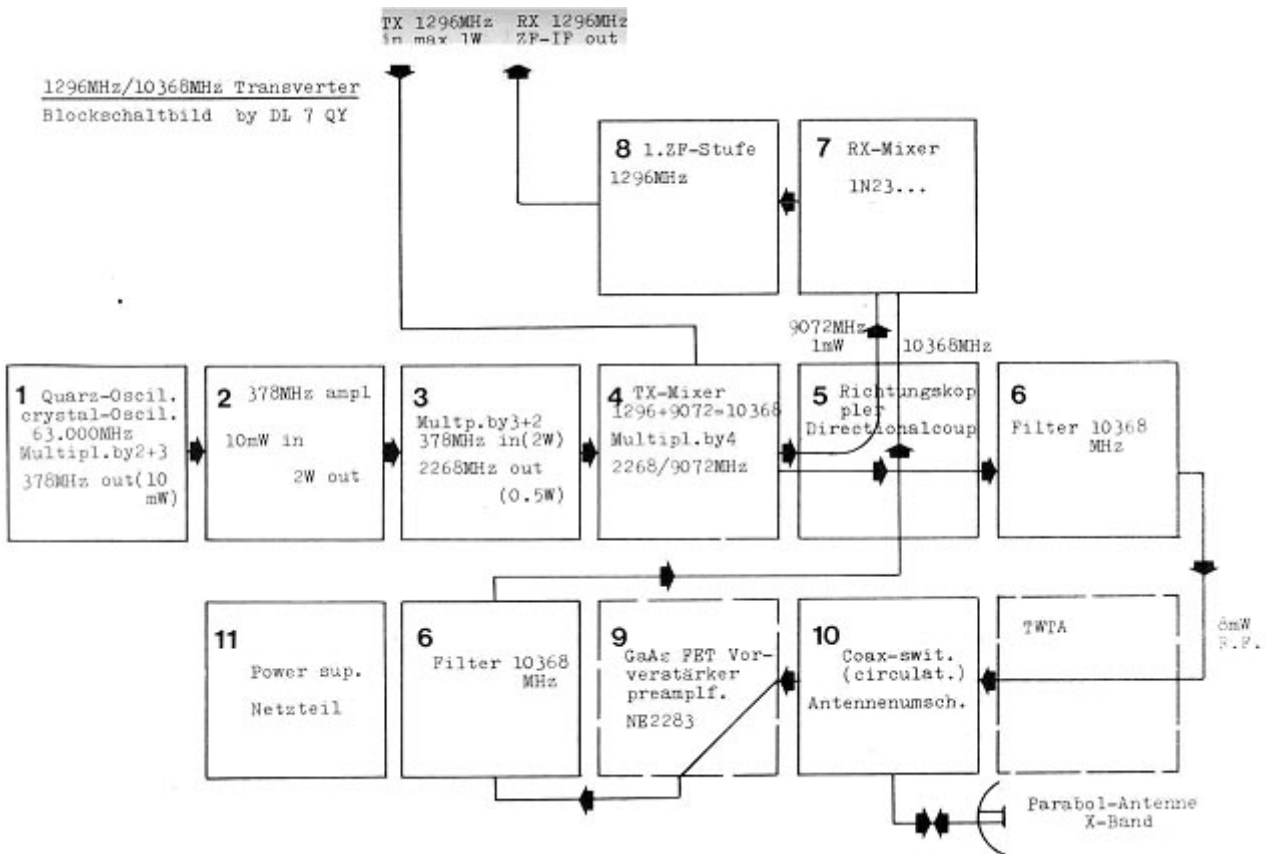 TX 1296MHz
in max 1W
RX 1296MHz
ZF-IF out
1296MHz/10368MHz Transverter
Blockschaltbild by DL 7 QY
8 1.ZF-Stufe
1296MHz
7 RX-Mixer
1N23...
9072MHz
1mW
10368MHz
1 Quarz-Oscil.
crystal-Oscil.
63.000MHz
Multipl.by2+3
378MHz out(10
mW)
2 378MHz ampl
10mW in
2W out
3
Multp.by3+2
378MHz in(2W)
2268MHz out
(0.5W)
4 TX-Mixer
1296+9072=10368
Multipl.by4
2268/9072MHz
5 Richtungskop
pler
Directionalcoup
6
Filter 10368
MHz
11
Power sup.
Netzteil
6
Filter 10368
MHz
9
GaAs FET Vor-
verstärker
preamplf.
NE2283
10
Coax-swit.
(circulat.)
Antennenumsch.
TWTA
Parabol-Antenne
X-Band